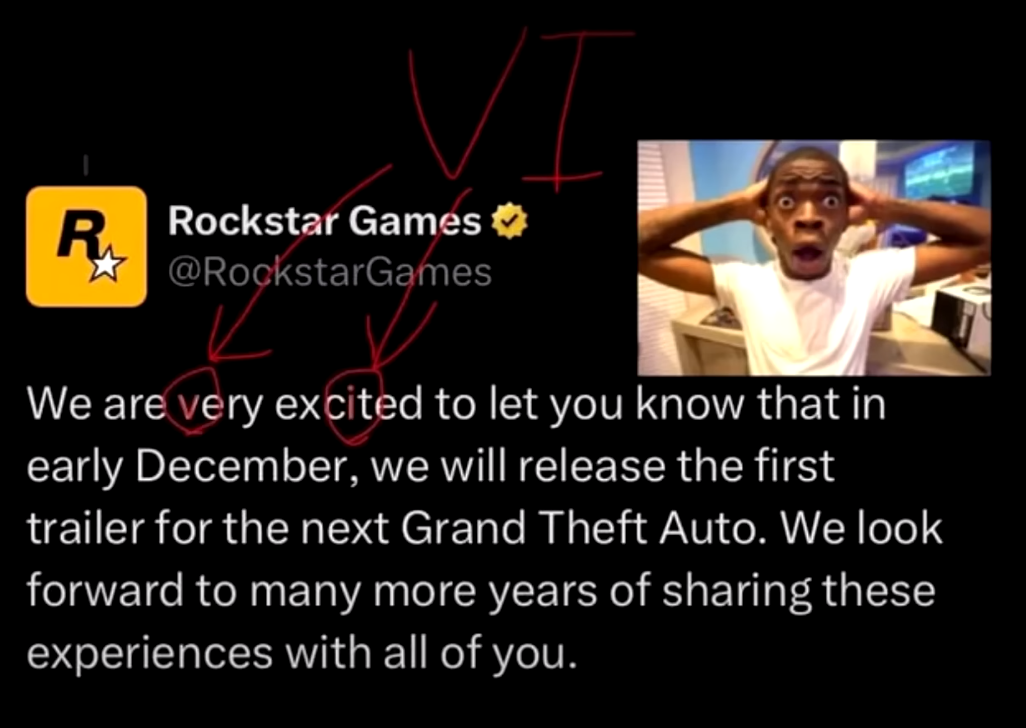 VI
R
Rockstar Games
@RockstarGames
We are very excited to let you know that in
early December, we will release the first
trailer for the next Grand Theft Auto. We look
forward to many more years of sharing these
experiences with all of you.